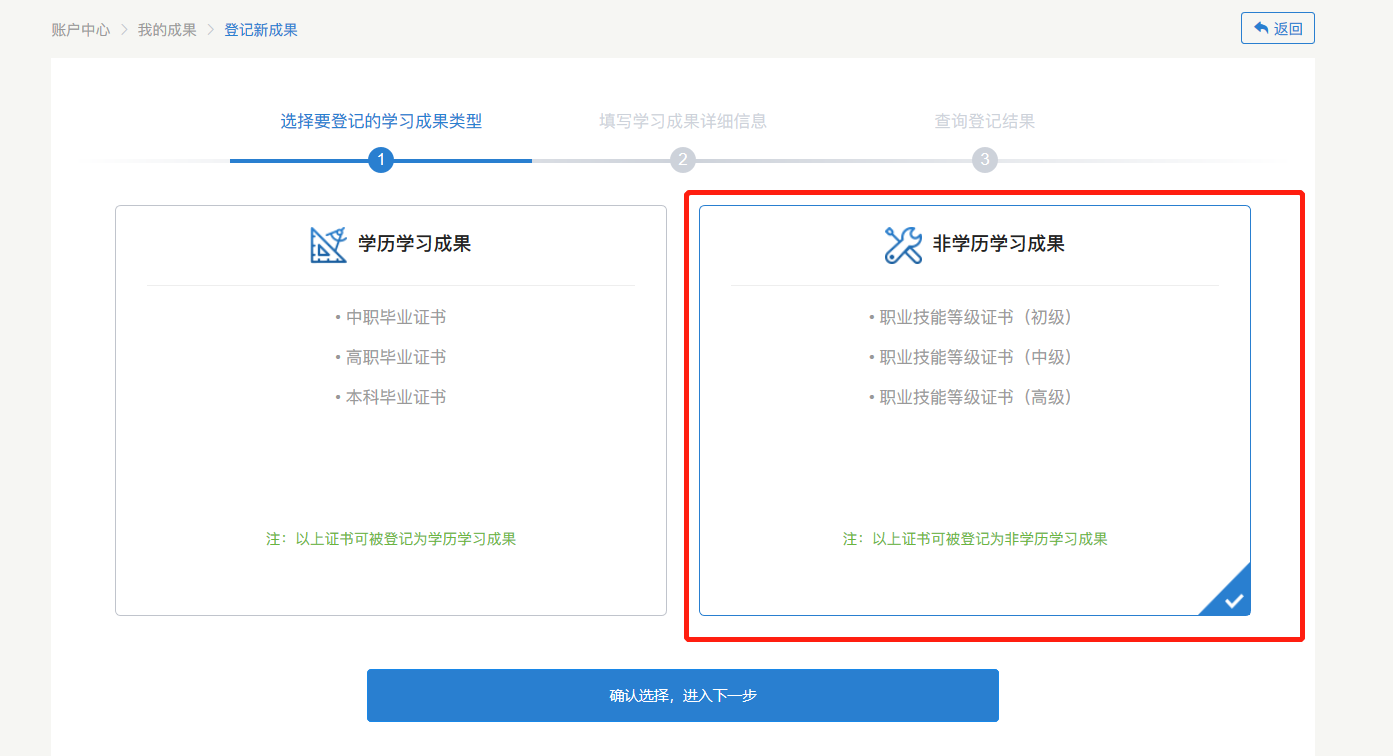 账户中心 > 我的成果 > 登记新成果
返回
选择要登记的学习成果类型
填写学习成果详细信息
查询登记结果
1
2
3
学历学习成果
• 中职毕业证书
• 高职毕业证书
• 本科毕业证书
注：以上证书可被登记为学历学习成果
非学历学习成果
• 职业技能等级证书（初级）
• 职业技能等级证书（中级）
• 职业技能等级证书（高级）
注：以上证书可被登记为非学历学习成果
确认选择，进入下一步